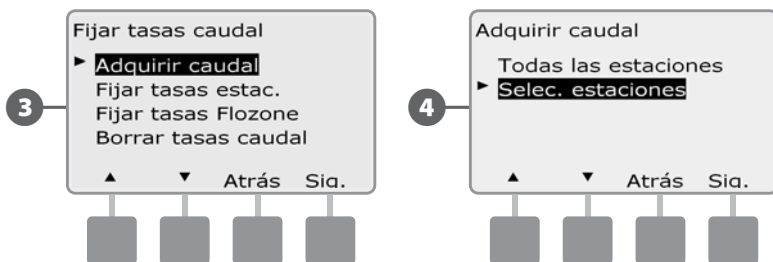 3
Fijar tasas caudal
► Adquirir caudal
Fijar tasas estac.
Fijar tasas Flozone
Borrar tasas caudal
▲ ▼ Atrás Sig.
4
Adquirir caudal
Todas las estaciones
► Selec. estaciones
▲ ▼ Atrás Sig.